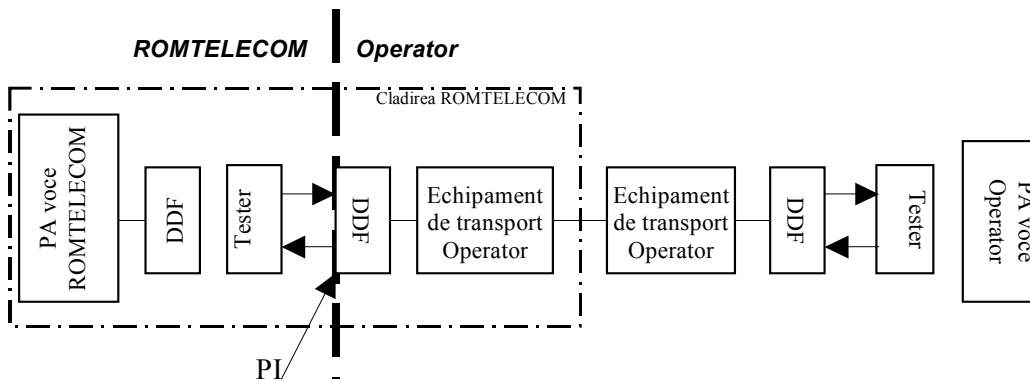 ROMTELECOM
Operator
Cladirea ROMTELECOM
PA voce
ROMTELECOM
DDF
Tester
DDF
Echipament
de transport
Operator
Echipament
de transport
Operator
DDF
Tester
PA voce
Operator
PI